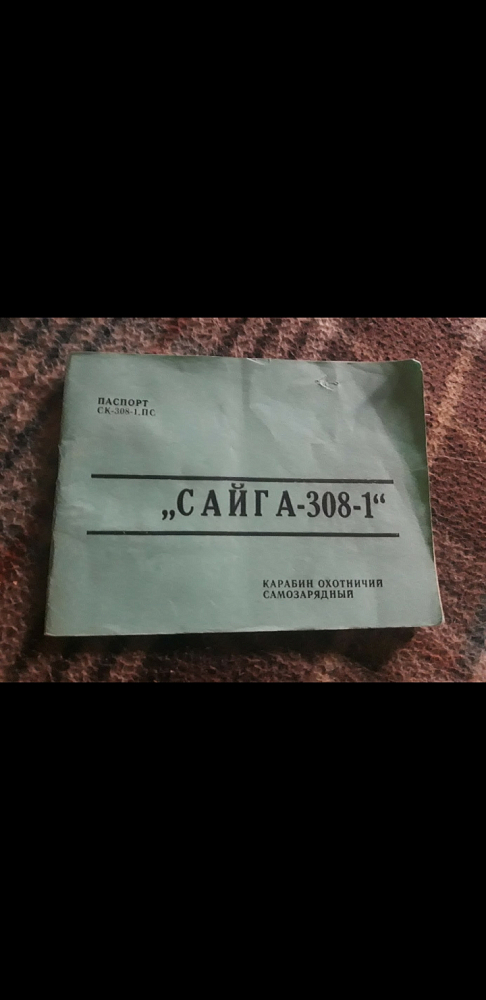 ПАСПОРТ
СК-308-1.ПС
„САЙГА-308-1“
КАРАБИН ОХОТНИЧИЙ
САМОЗАРЯДНЫЙ